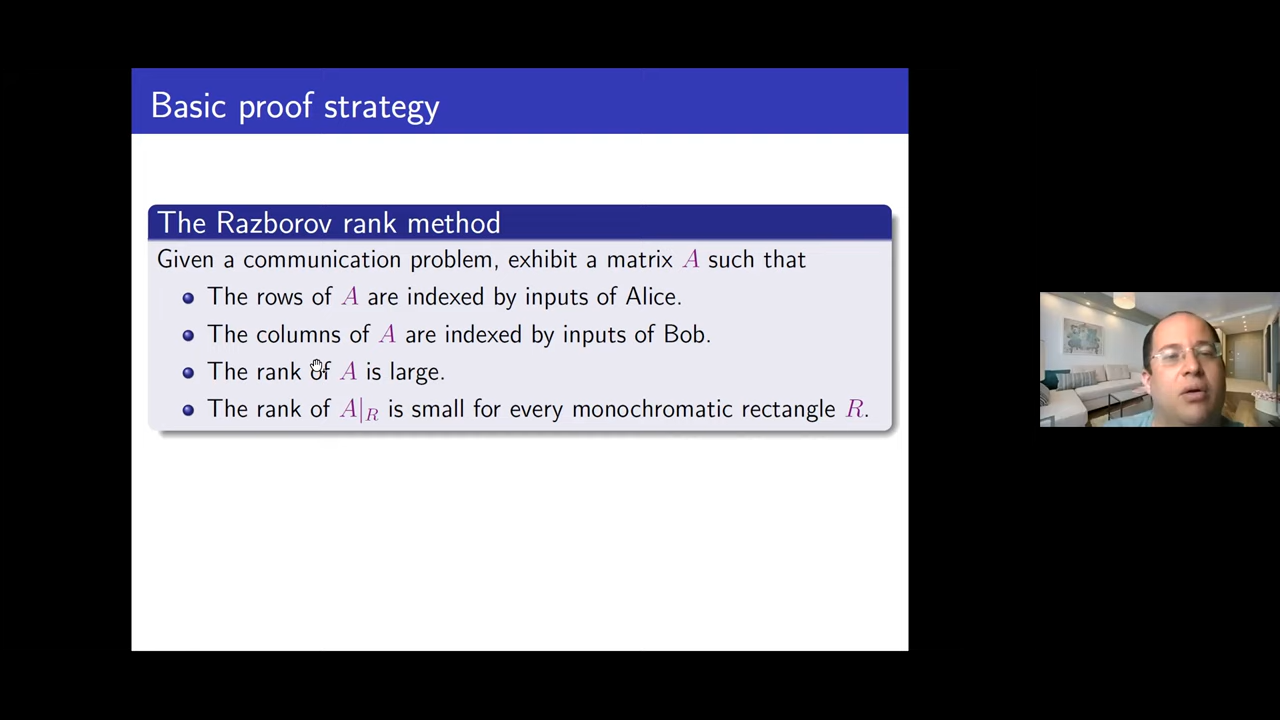 Basic proof strategy
The Razborov rank method
Given a communication problem, exhibit a matrix A such that
The rows of A are indexed by inputs of Alice.
The columns of A are indexed by inputs of Bob.
The rank of A is large.
The rank of A|_R is small for every monochromatic rectangle R.